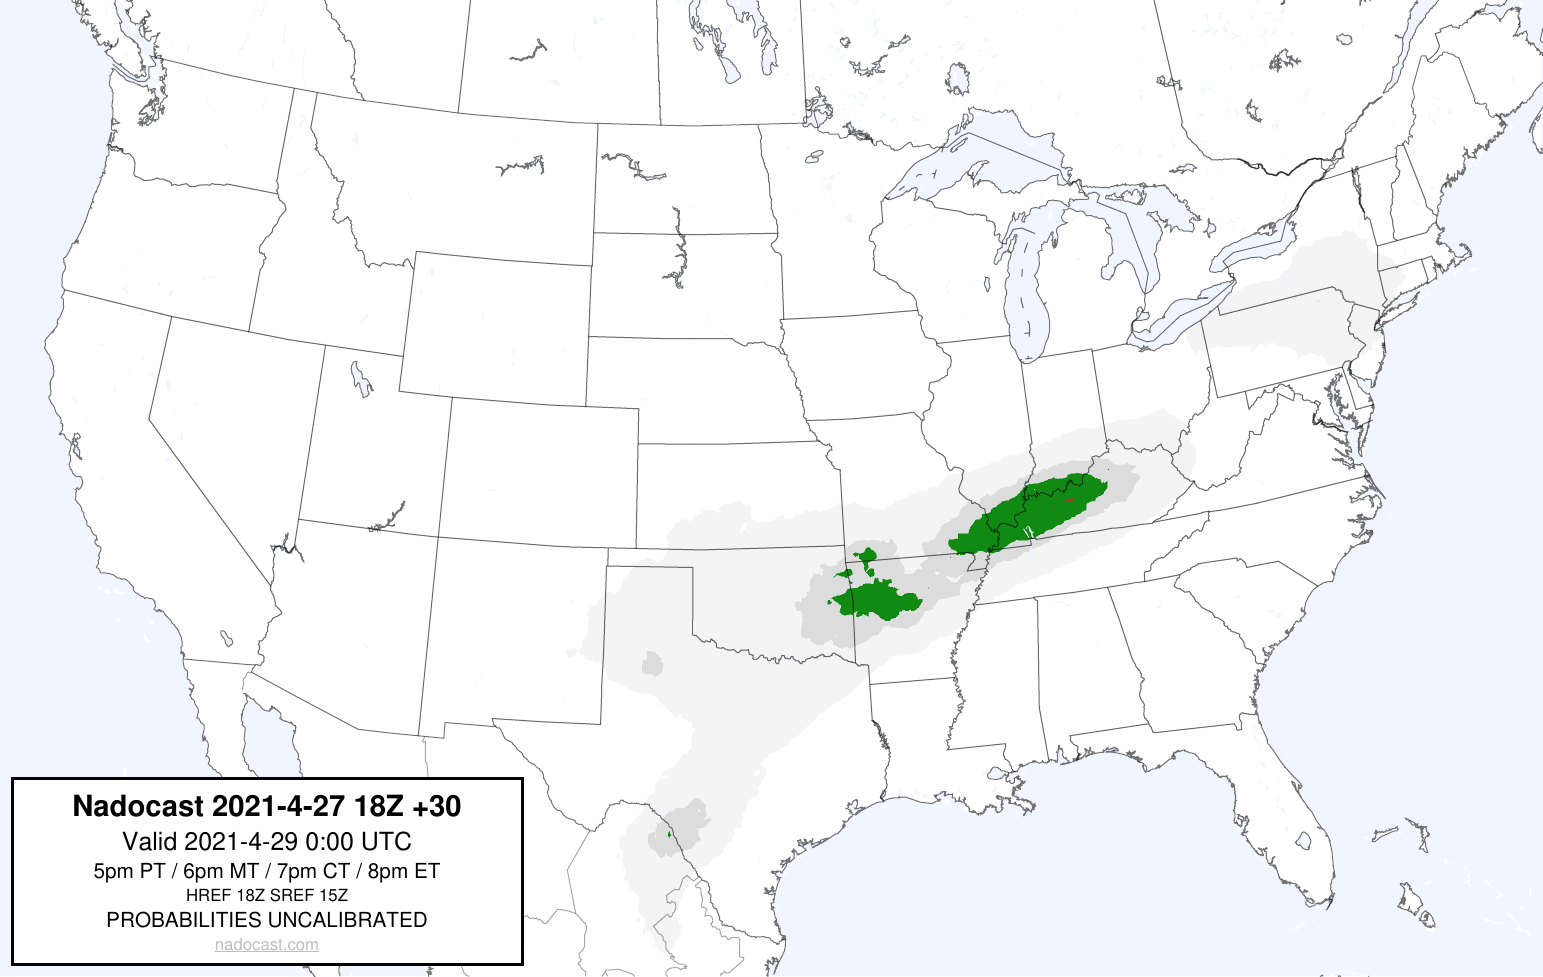 Nadocast 2021-4-27 18Z +30
Valid 2021-4-29 0:00 UTC
5pm PT / 6pm MT / 7pm CT / 8pm ET
HREF 18Z SREF 15Z
PROBABILITIES UNCALIBRATED
nadocast.com